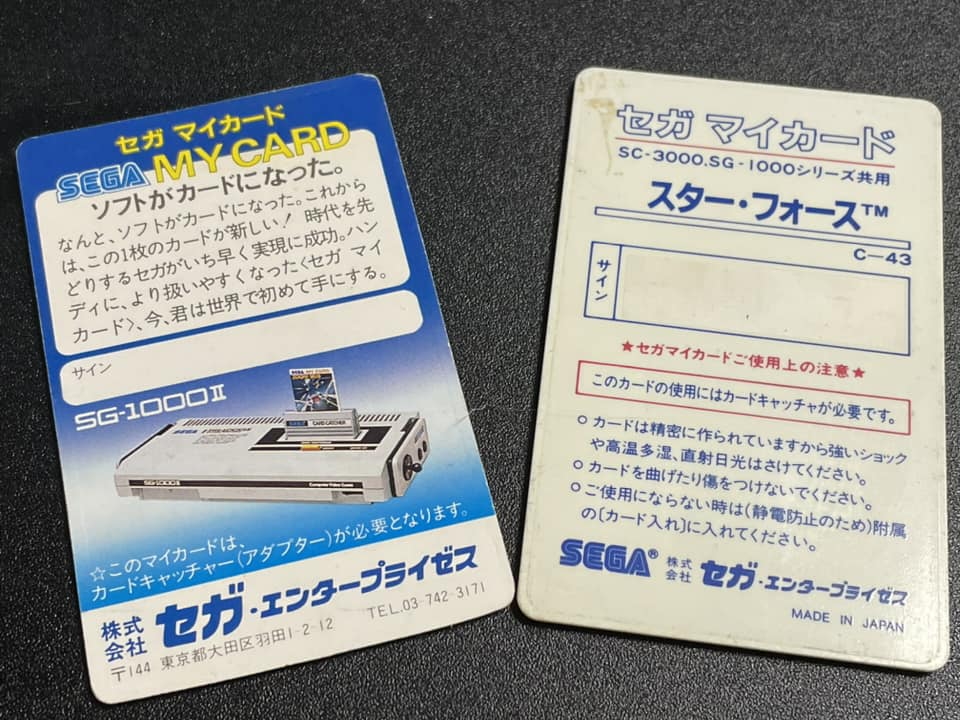 セガ マイカード
SEGA MY CARD
ソフトがカードになった。
なんと、ソフトがカードになった。これから
は、この1枚のカードが新しい! 時代を先
どりするセガがいち早く実現に成功。ハン
ディに、より扱いやすくなった〈セガ マイ
カード〉、今、君は世界で初めて手にする。
サイン
SG-1000II
SEGA MY CARD
SEGA CARD CATCHER
SEGA
SG-1000II
Computer Video Game
☆このマイカードは、
カードキャッチャー(アダプター)が必要となります。
株式会社 セガ・エンタープライゼス
〒144 東京都大田区羽田1-2-12 TEL.03-742-3171
セガ マイカード
SC-3000.SG-1000シリーズ共用
スター・フォース™
C-43
サイン
★セガマイカードご使用上の注意★
このカードの使用にはカードキャッチャが必要です。
○カードは精密に作られていますから強いショック
や高温多湿、直射日光はさけてください。
○カードを曲げたり傷をつけないでください。
○ご使用にならない時は(静電防止のため)附属
の〔カード入れ〕に入れてください。
SEGA® 株式会社 セガ・エンタープライゼス
MADE IN JAPAN